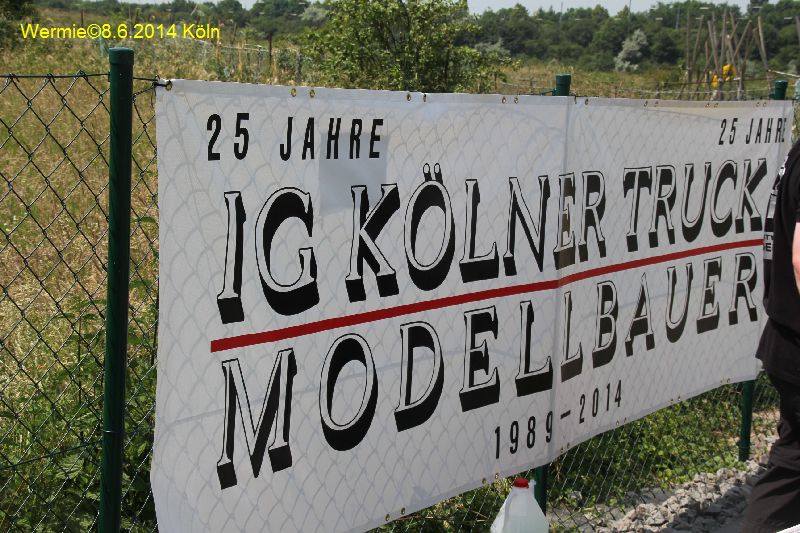 Wermie©8.6.2014 Köln
25 JAHRE 25 JAHRE
IG KÖLNER TRUCK
MODELLBAUER
1989-2014